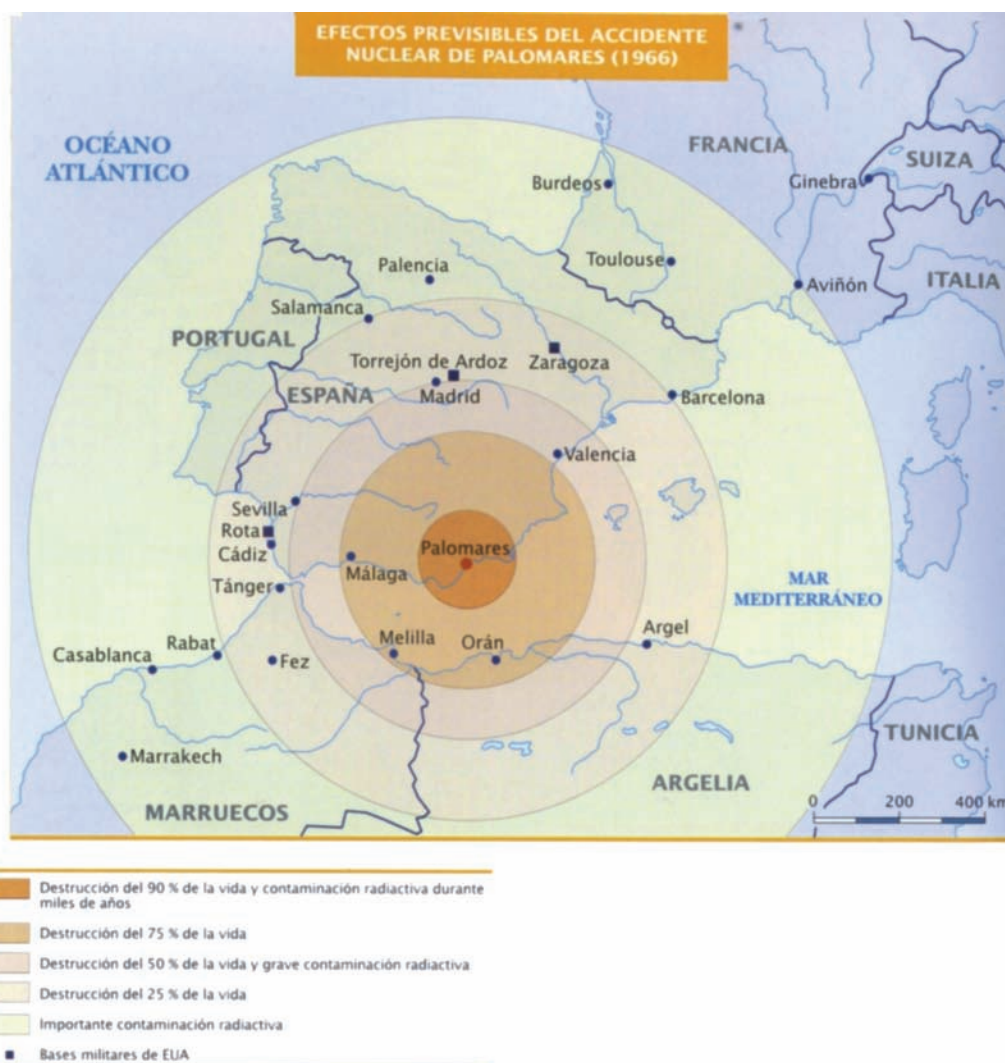 EFECTOS PREVISIBLES DEL ACCIDENTE
NUCLEAR DE PALOMARES (1966)
OCÉANO
ATLÁNTICO
FRANCIA
SUIZA
Burdeos
Ginebra
Toulouse
Palencia
Aviñón
ITALIA
Salamanca
PORTUGAL
Torrejón de Ardoz
Zaragoza
ESPAÑA
Madrid
Barcelona
Valencia
Sevilla
Rota
Cádiz
Palomares
Málaga
Tánger
MAR
MEDITERRÁNEO
Melilla
Orán
Argel
Rabat
Casablanca
Fez
Marrakech
TUNICIA
ARGELIA
MARRUECOS
0 200 400 km
Destrucción del 90 % de la vida y contaminación radiactiva durante
miles de años
Destrucción del 75 % de la vida
Destrucción del 50 % de la vida y grave contaminación radiactiva
Destrucción del 25 % de la vida
Importante contaminación radiactiva
Bases militares de EUA